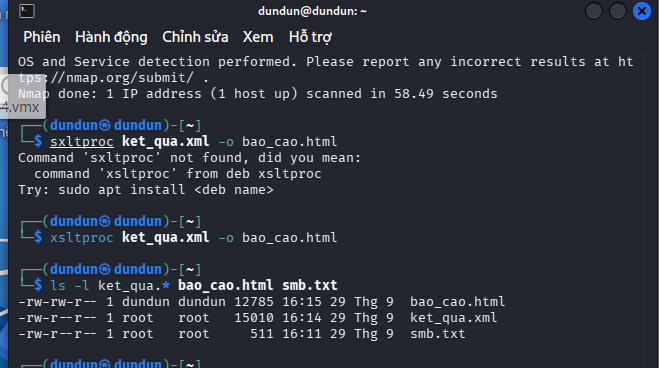 dundun@dundun: ~
Phiên Hành động Chỉnh sửa Xem Hỗ trợ
OS and Service detection performed. Please report any incorrect results at ht
tps://nmap.org/submit/ .
Nmap done: 1 IP address (1 host up) scanned in 58.49 seconds
4.vmx
┌──(dundun㉿dundun)-[~]
└─$ sxltproc ket_qua.xml -o bao_cao.html
Command 'sxltproc' not found, did you mean:
command 'xsltproc' from deb xsltproc
Try: sudo apt install <deb name>
┌──(dundun㉿dundun)-[~]
└─$ xsltproc ket_qua.xml -o bao_cao.html
┌──(dundun㉿dundun)-[~]
└─$ ls -l ket_qua.* bao_cao.html smb.txt
-rw-rw-r-- 1 dundun dundun 12785 16:15 29 Thg 9 bao_cao.html
-rw-r--r-- 1 root root 15010 16:14 29 Thg 9 ket_qua.xml
-rw-r--r-- 1 root root 511 16:11 29 Thg 9 smb.txt
┌──(dundun㉿dundun)-[~]